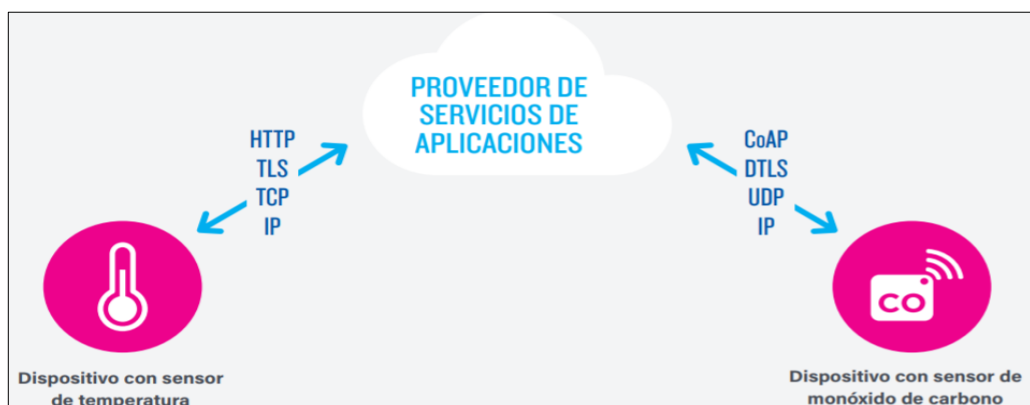 PROVEEDOR DE
SERVICIOS DE
APLICACIONES
HTTP
TLS
TCP
IP
CoAP
DTLS
UDP
IP
CO
Dispositivo con sensor
de temperatura
Dispositivo con sensor de
monóxido de carbono